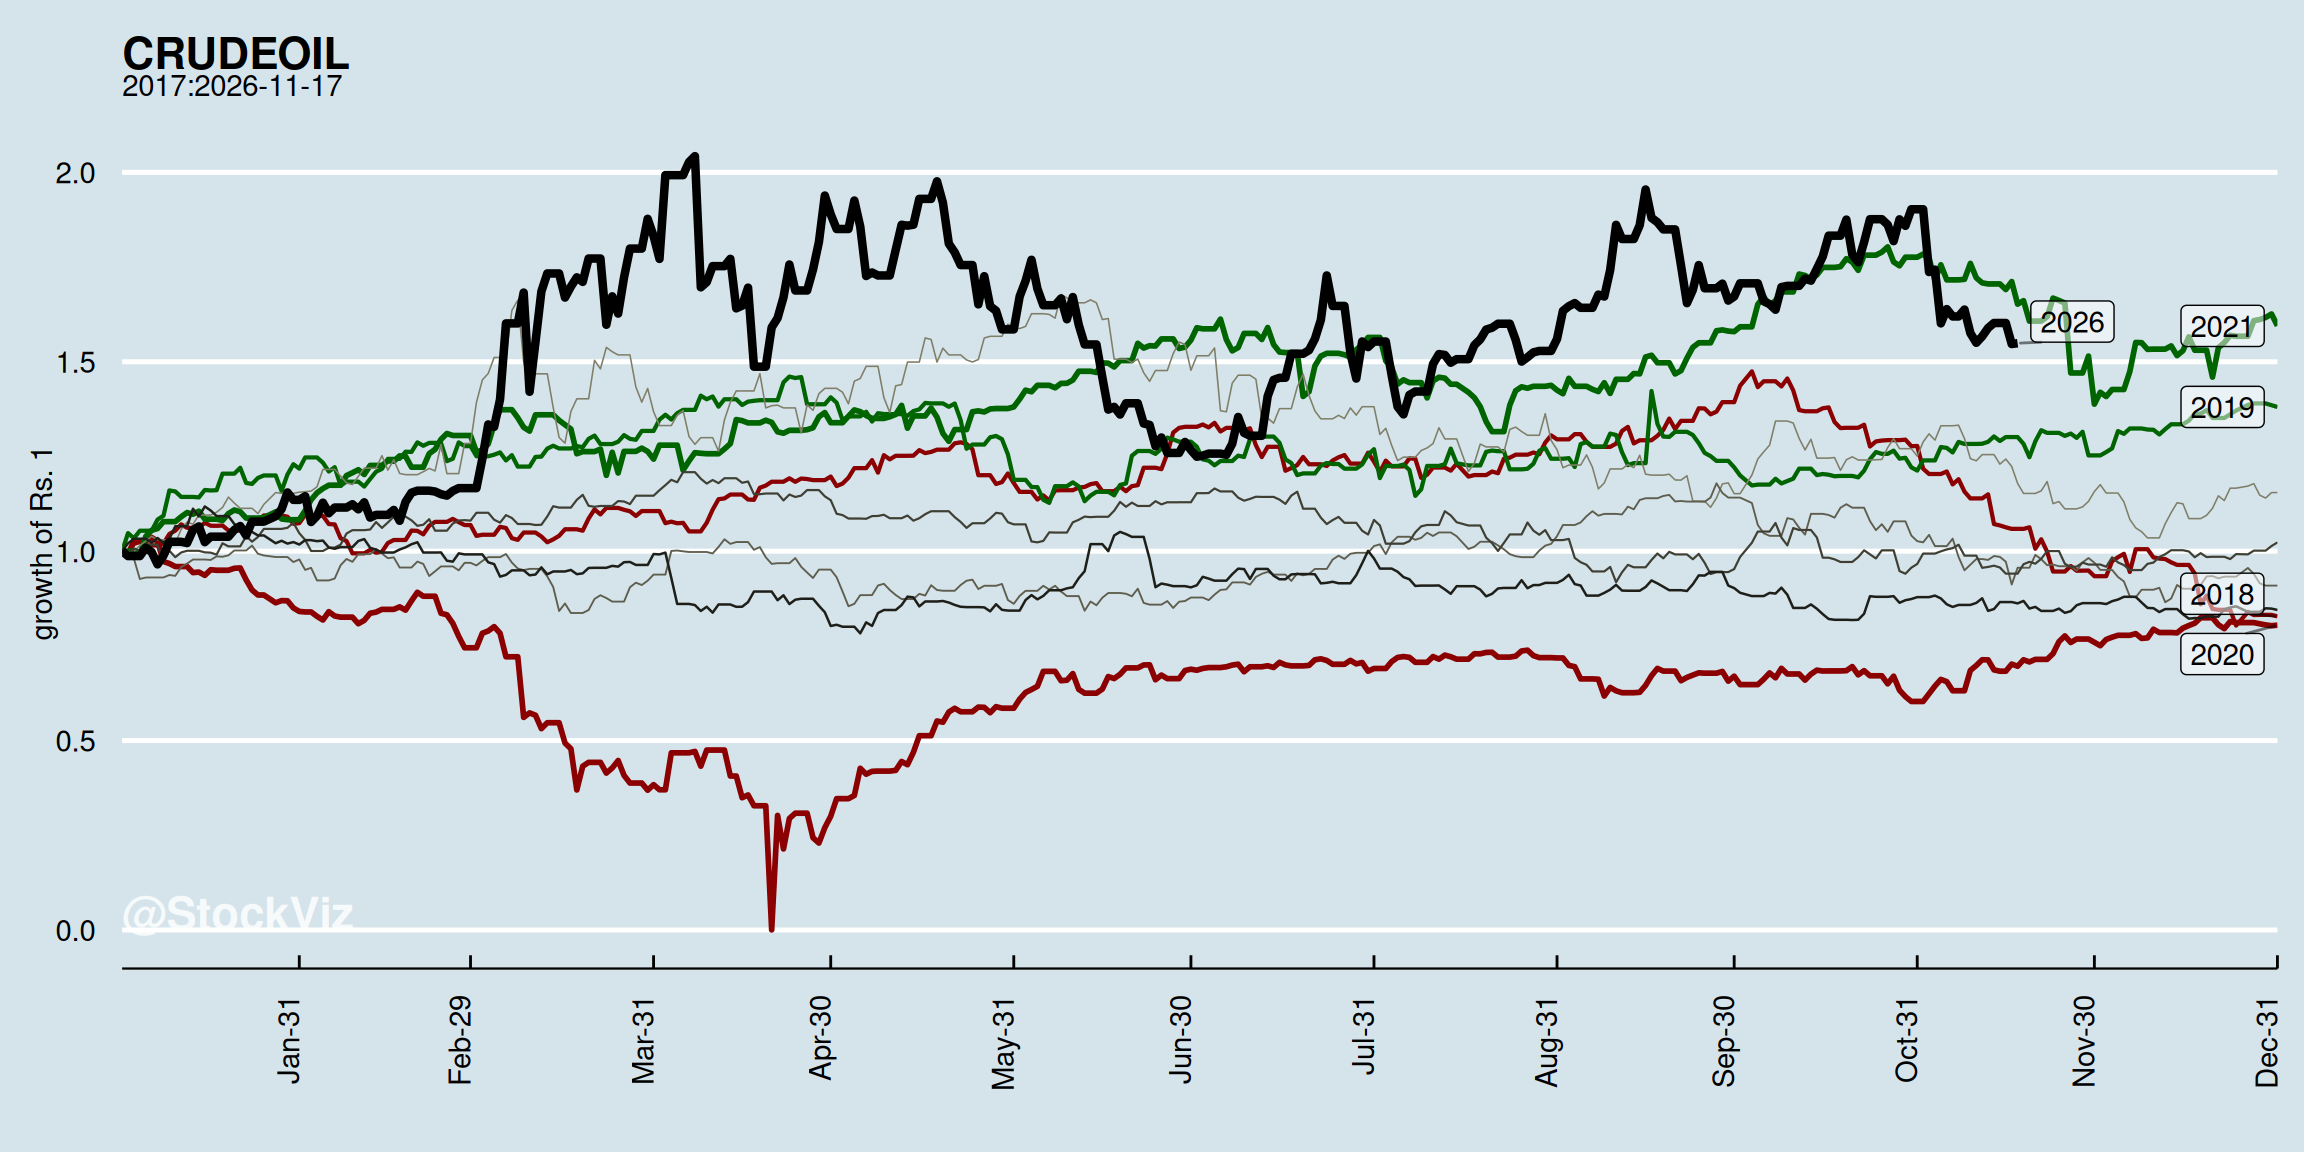 CRUDEOIL
2017:2026-11-17
growth of Rs. 1
2.0
1.5
1.0
0.5
0.0
2026
2021
2019
2018
2020
@StockViz
Jan-31
Feb-29
Mar-31
Apr-30
May-31
Jun-30
Jul-31
Aug-31
Sep-30
Oct-31
Nov-30
Dec-31